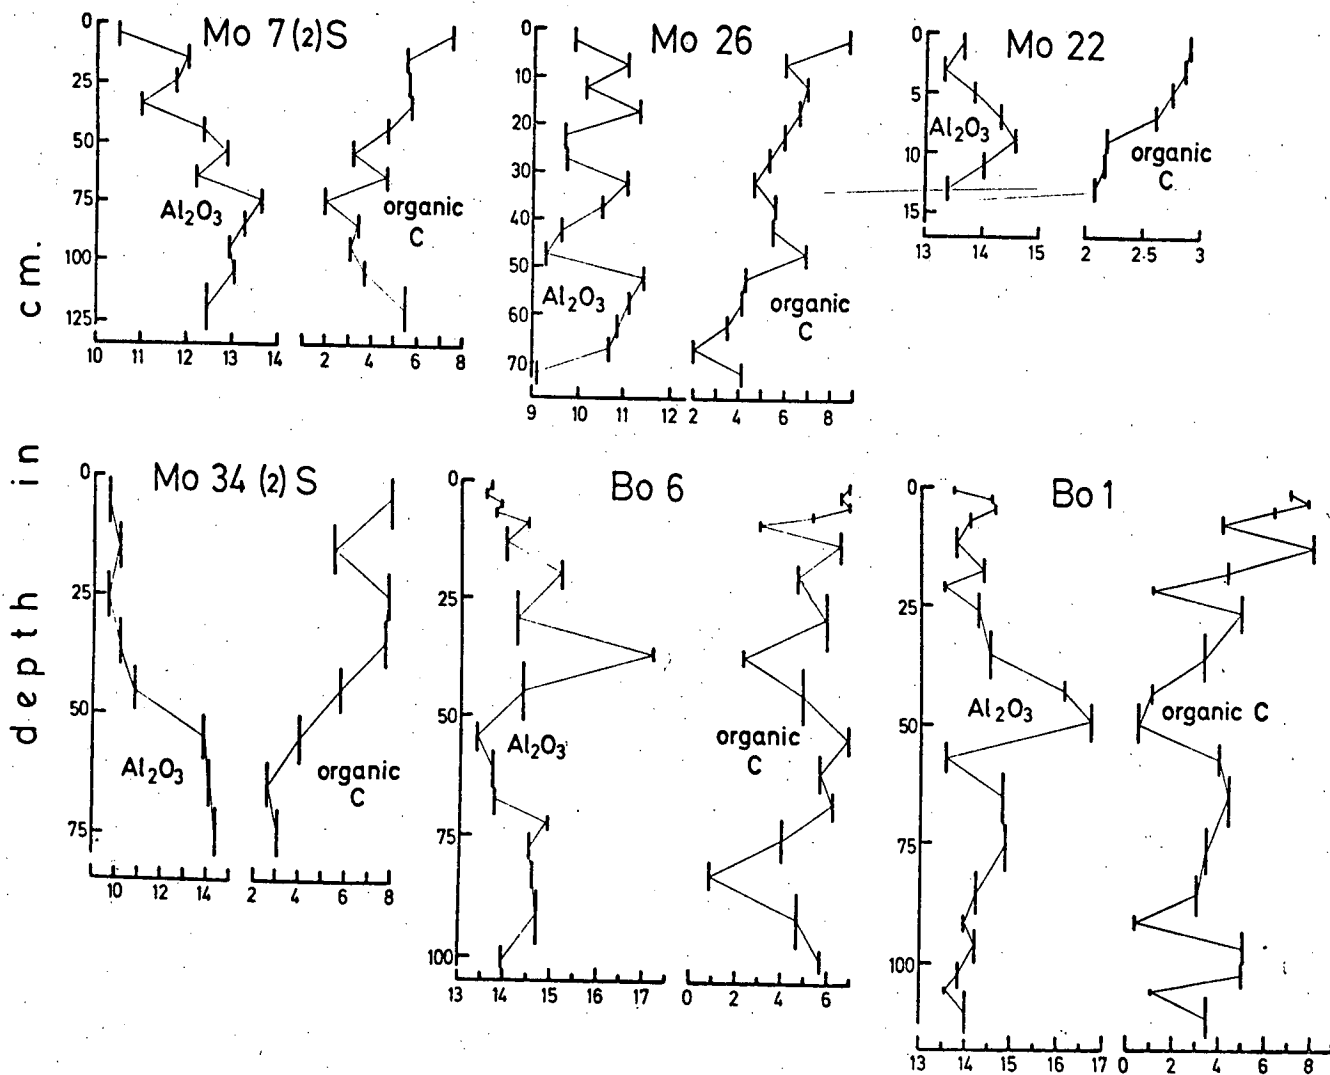 Mo 7 (2) S
0
25
50
75
100
125
Al₂O₃
organic
C
10 11 12 13 14
2 4 6 8
Mo 26
0
10
20
30
40
50
60
70
Al₂O₃
organic
C
9 10 11 12 2 4 6 8
Mo 22
0
5
10
15
Al₂O₃
organic
C
13 14 15
2 2·5 3
depth in cm.
Mo 34 (2) S
0
25
50
75
Al₂O₃
organic
C
10 12 14
2 4 6 8
Bo 6
0
25
50
75
100
Al₂O₃
organic
C
13 14 15 16 17
0 2 4 6
Bo 1
0
25
50
75
100
Al₂O₃
organic C
13 14 15 16 17
0 2 4 6 8